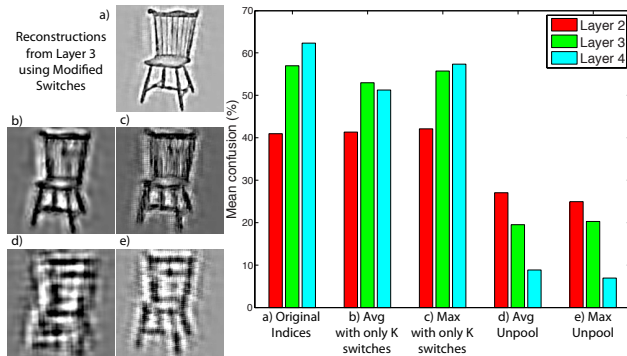 a)
Reconstructions
from Layer 3
using Modified
Switches
b)
c)
d)
e)
Mean confusion (%)
70
60
50
40
30
20
10
0
Layer 2
Layer 3
Layer 4
a) Original
Indices
b) Avg
with only K
switches
c) Max
with only K
switches
d) Avg
Unpool
e) Max
Unpool